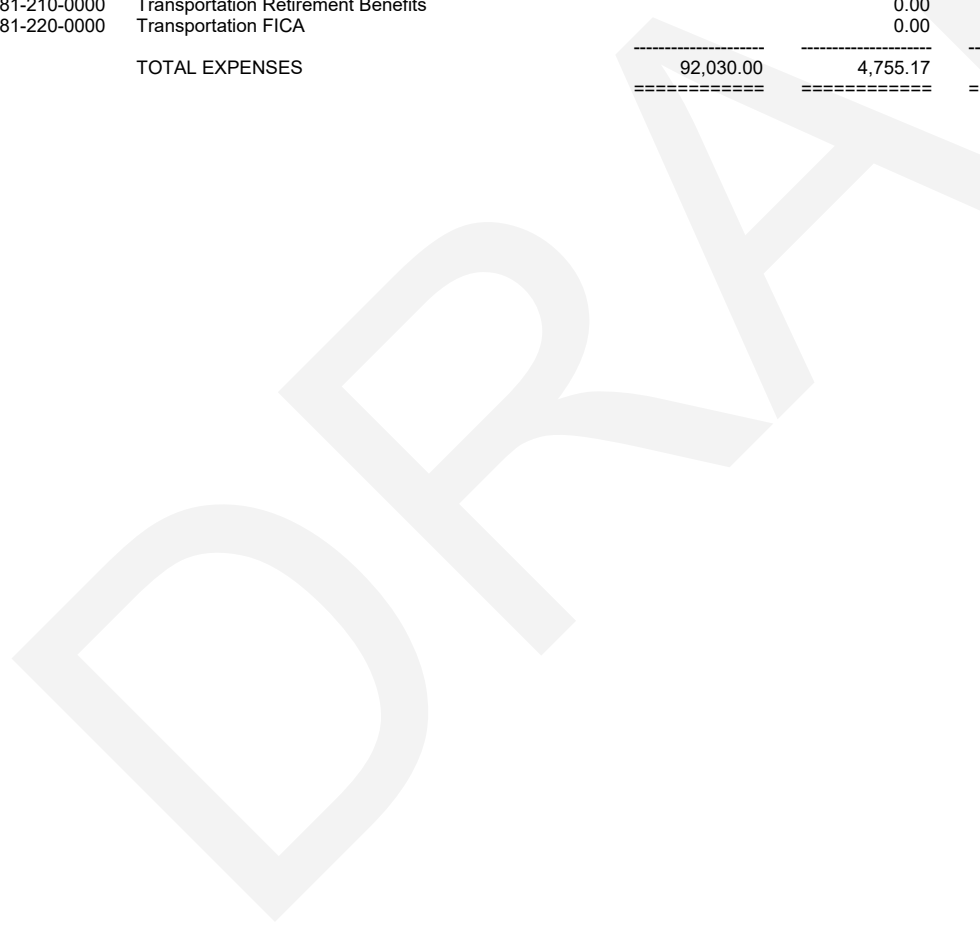 81-210-0000 Transportation Retirement Benefits 0.00
81-220-0000 Transportation FICA 0.00
--------------------- --------------------- --
TOTAL EXPENSES 92,030.00 4,755.17
============ ============ =
DRA